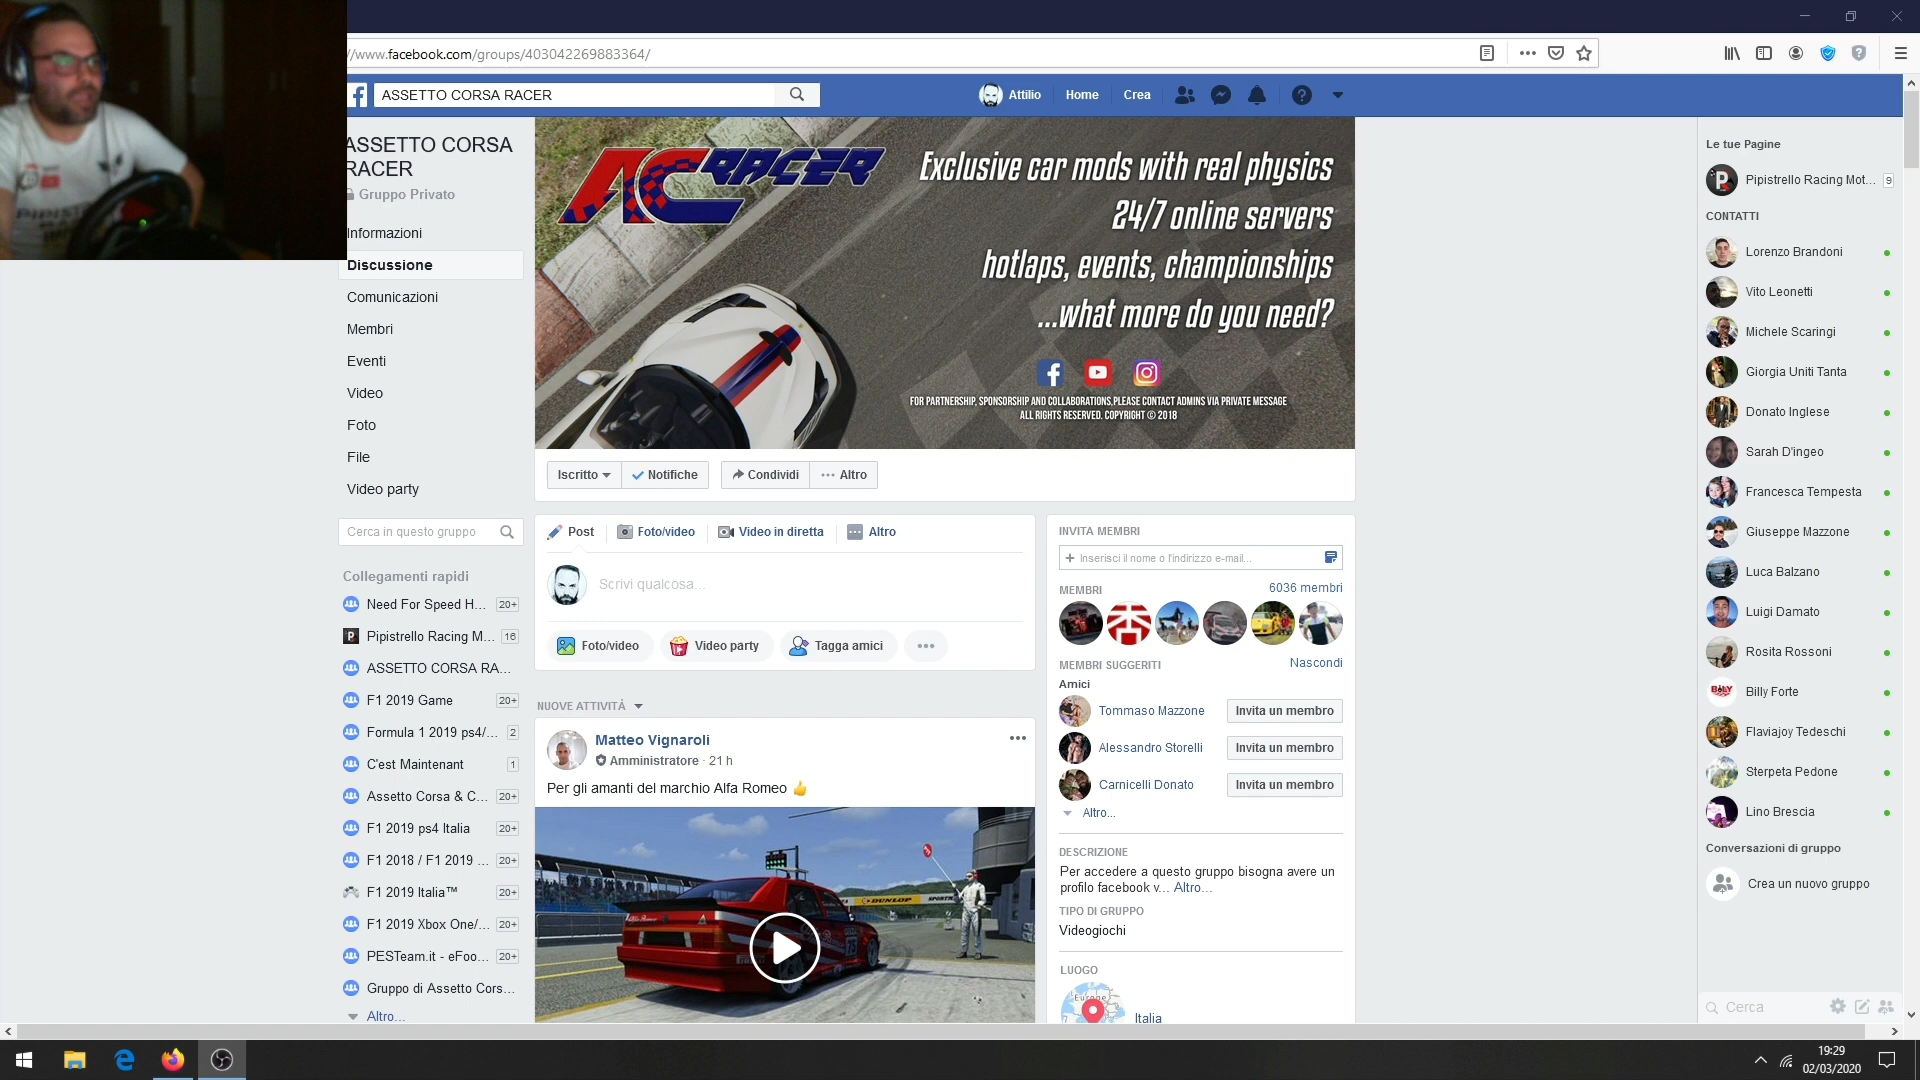 //www.facebook.com/groups/403042269883364/
ASSETTO CORSA RACER
Attilio
Home
Crea
ASSETTO CORSA
RACER
Gruppo Privato
Informazioni
Discussione
Comunicazioni
Membri
Eventi
Video
Foto
File
Video party
Cerca in questo gruppo
Collegamenti rapidi
Need For Speed H... 20+
Pipistrello Racing M... 16
ASSETTO CORSA RA...
F1 2019 Game 20+
Formula 1 2019 ps4/... 2
C'est Maintenant 1
Assetto Corsa & C... 20+
F1 2019 ps4 Italia 20+
F1 2018 / F1 2019 ... 20+
F1 2019 Italia™ 20+
F1 2019 Xbox One/... 20+
PESTeam.it - eFoo... 20+
Gruppo di Assetto Cors...
Altro...
AC RACER
Exclusive car mods with real physics
24/7 online servers
hotlaps, events, championships
...what more do you need?
FOR PARTNERSHIP, SPONSORSHIP AND COLLABORATIONS,PLEASE CONTACT ADMINS VIA PRIVATE MESSAGE
ALL RIGHTS RESERVED. COPYRIGHT © 2018
Iscritto
Notifiche
Condividi
Altro
Post
Foto/video
Video in diretta
Altro
Scrivi qualcosa...
Foto/video
Video party
Tagga amici
NUOVE ATTIVITÀ
Matteo Vignaroli
Amministratore · 21 h
Per gli amanti del marchio Alfa Romeo 👍
DUNLOP
INVITA MEMBRI
+ Inserisci il nome o l'indirizzo e-mail...
MEMBRI
6036 membri
MEMBRI SUGGERITI
Nascondi
Amici
Tommaso Mazzone
Invita un membro
Alessandro Storelli
Invita un membro
Carnicelli Donato
Invita un membro
Altro...
DESCRIZIONE
Per accedere a questo gruppo bisogna avere un
profilo facebook v... Altro...
TIPO DI GRUPPO
Videogiochi
LUOGO
Europe
Italia
Le tue Pagine
Pipistrello Racing Mot... 9
CONTATTI
Lorenzo Brandoni
Vito Leonetti
Michele Scaringi
Giorgia Uniti Tanta
Donato Inglese
Sarah D'ingeo
Francesca Tempesta
Giuseppe Mazzone
Luca Balzano
Luigi Damato
Rosita Rossoni
Billy Forte
Flaviajoy Tedeschi
Sterpeta Pedone
Lino Brescia
Conversazioni di gruppo
Crea un nuovo gruppo
Cerca
19:29
02/03/2020